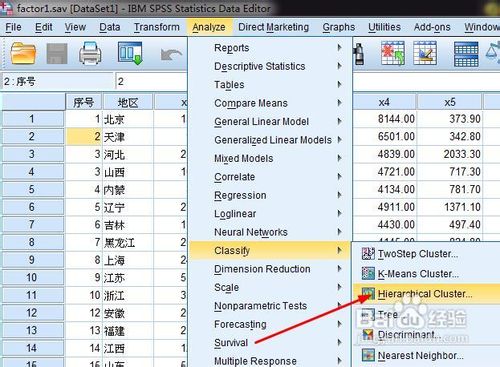 factor1.sav [DataSet1] - IBM SPSS Statistics Data Editor
File Edit View Data Transform Analyze Direct Marketing Graphs Utilities Add-ons Window
2 : 序号 2
序号 地区 x x4 x5
1 1 北京 1 8144.00 373.90
2 2 天津 6501.00 342.80
3 3 河北 2 4839.00 2033.30
4 4 山西 1 4721.00 717.30
5 4 内蒙 4134.00 781.70
6 5 辽宁 2 4911.00 1371.10
7 6 吉林 1 4430.00 497.40
8 7 黑龙江 2
9 8 上海 2
10 9 江苏 5
11 10 浙江 3
12 11 安徽 2
13 12 福建 2
14 13 江西 1
15
Reports
Descriptive Statistics
Tables
Compare Means
General Linear Model
Generalized Linear Models
Mixed Models
Correlate
Regression
Loglinear
Neural Networks
Classify
Dimension Reduction
Scale
Nonparametric Tests
Forecasting
Survival
Multiple Response
TwoStep Cluster...
K-Means Cluster...
Hierarchical Cluster...
Tree...
Discriminant...
Nearest Neighbor...
Baidu 经验